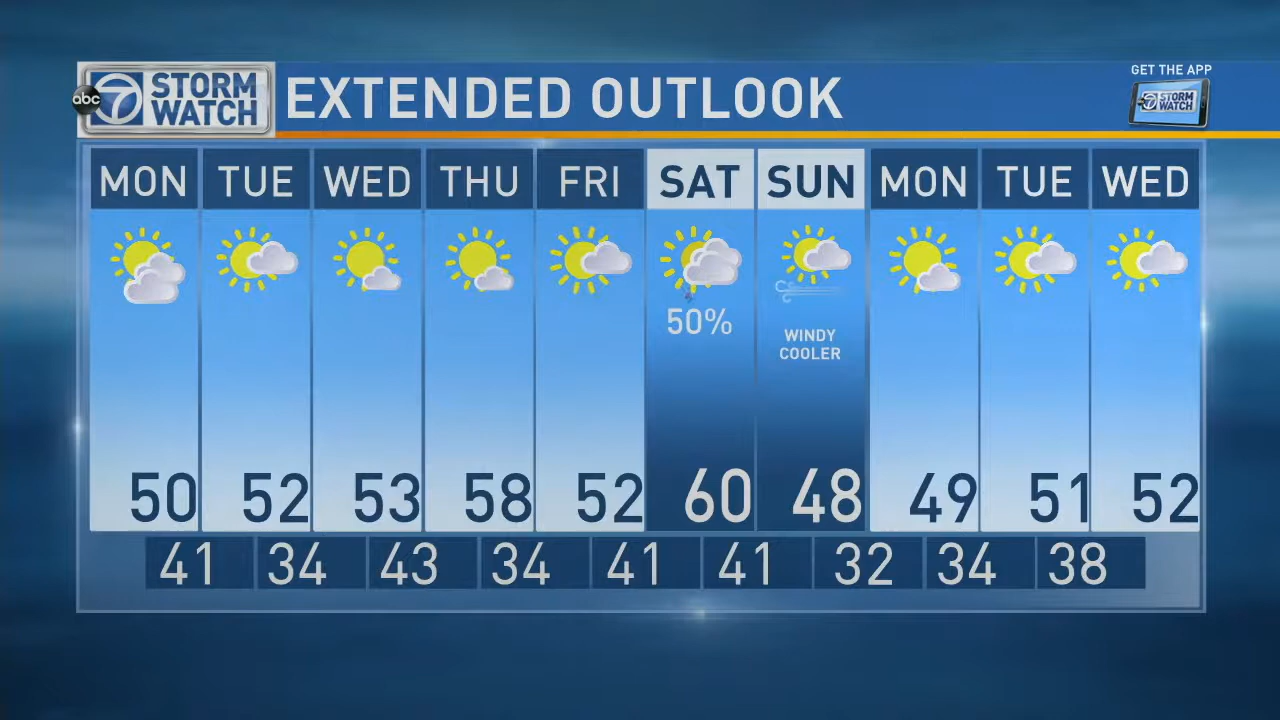 abc 7 STORM
WATCH
EXTENDED OUTLOOK
GET THE APP
7 STORM
WATCH
MON TUE WED THU FRI SAT SUN MON TUE WED
50%
WINDY
COOLER
50 52 53 58 52 60 48 49 51 52
41 34 43 34 41 41 32 34 38